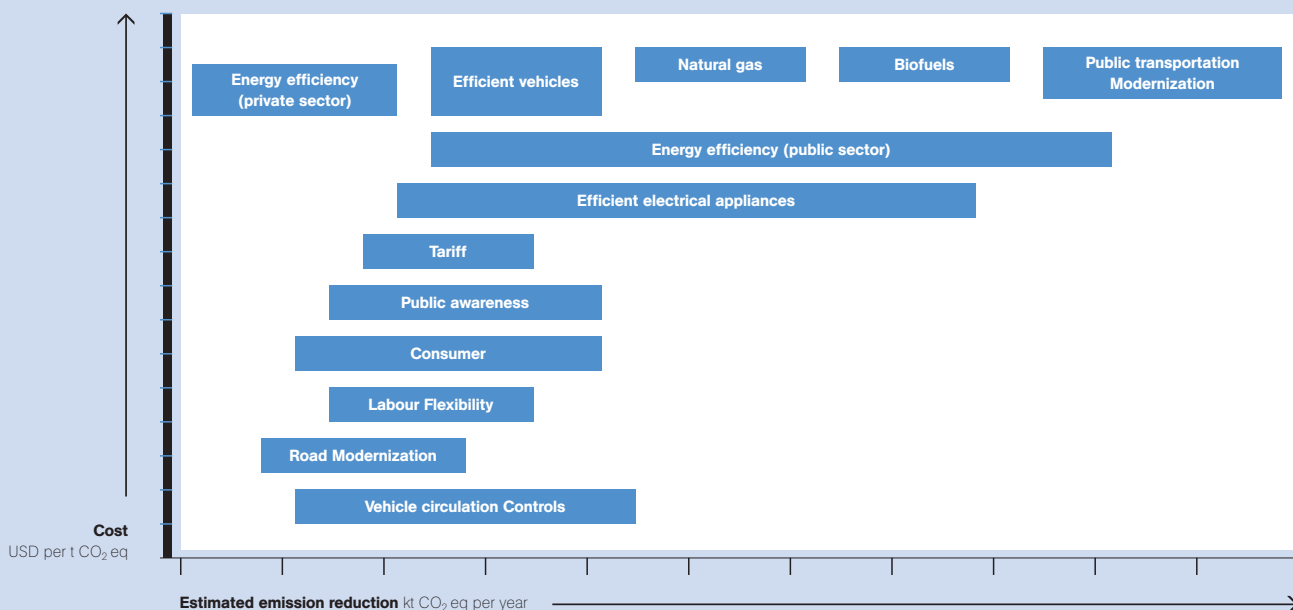 Energy efficiency
(private sector)
Efficient vehicles
Natural gas
Biofuels
Public transportation
Modernization
Energy efficiency (public sector)
Efficient electrical appliances
Tariff
Public awareness
Consumer
Labour Flexibility
Road Modernization
Vehicle circulation Controls
Cost
USD per t CO₂ eq
Estimated emission reduction kt CO₂ eq per year